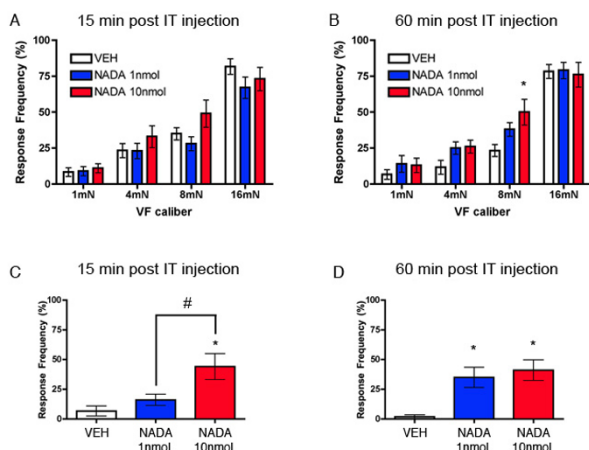 A
15 min post IT injection
Response Frequency (%)
100
75
50
25
0
VEH
NADA 1nmol
NADA 10nmol
1mN 4mN 8mN 16mN
VF caliber
B
60 min post IT injection
Response Frequency (%)
100
75
50
25
0
VEH
NADA 1nmol
NADA 10nmol
*
1mN 4mN 8mN 16mN
VF caliber
C
15 min post IT injection
Response Frequency (%)
100
75
50
25
0
#
*
VEH NADA NADA
1nmol 10nmol
D
60 min post IT injection
Response Frequency (%)
100
75
50
25
0
* *
VEH NADA NADA
1nmol 10nmol